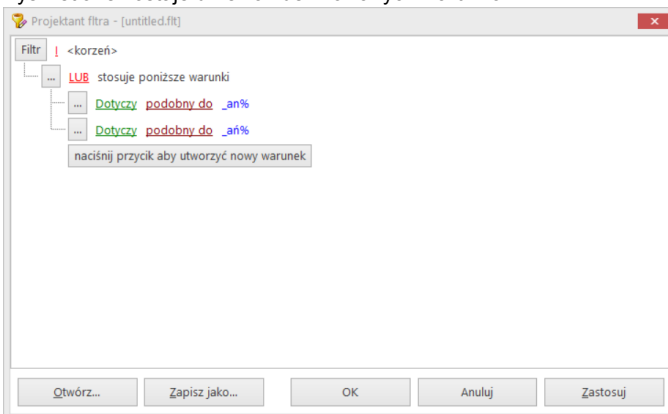 Projektant fltra - [untitled.flt]
Filtr I <korzeń>
... LUB stosuje poniższe warunki
... Dotyczy podobny do _an%
... Dotyczy podobny do _ań%
naciśnij przycik aby utworzyć nowy warunek
Otwórz... Zapisz jako... OK Anuluj Zastosuj